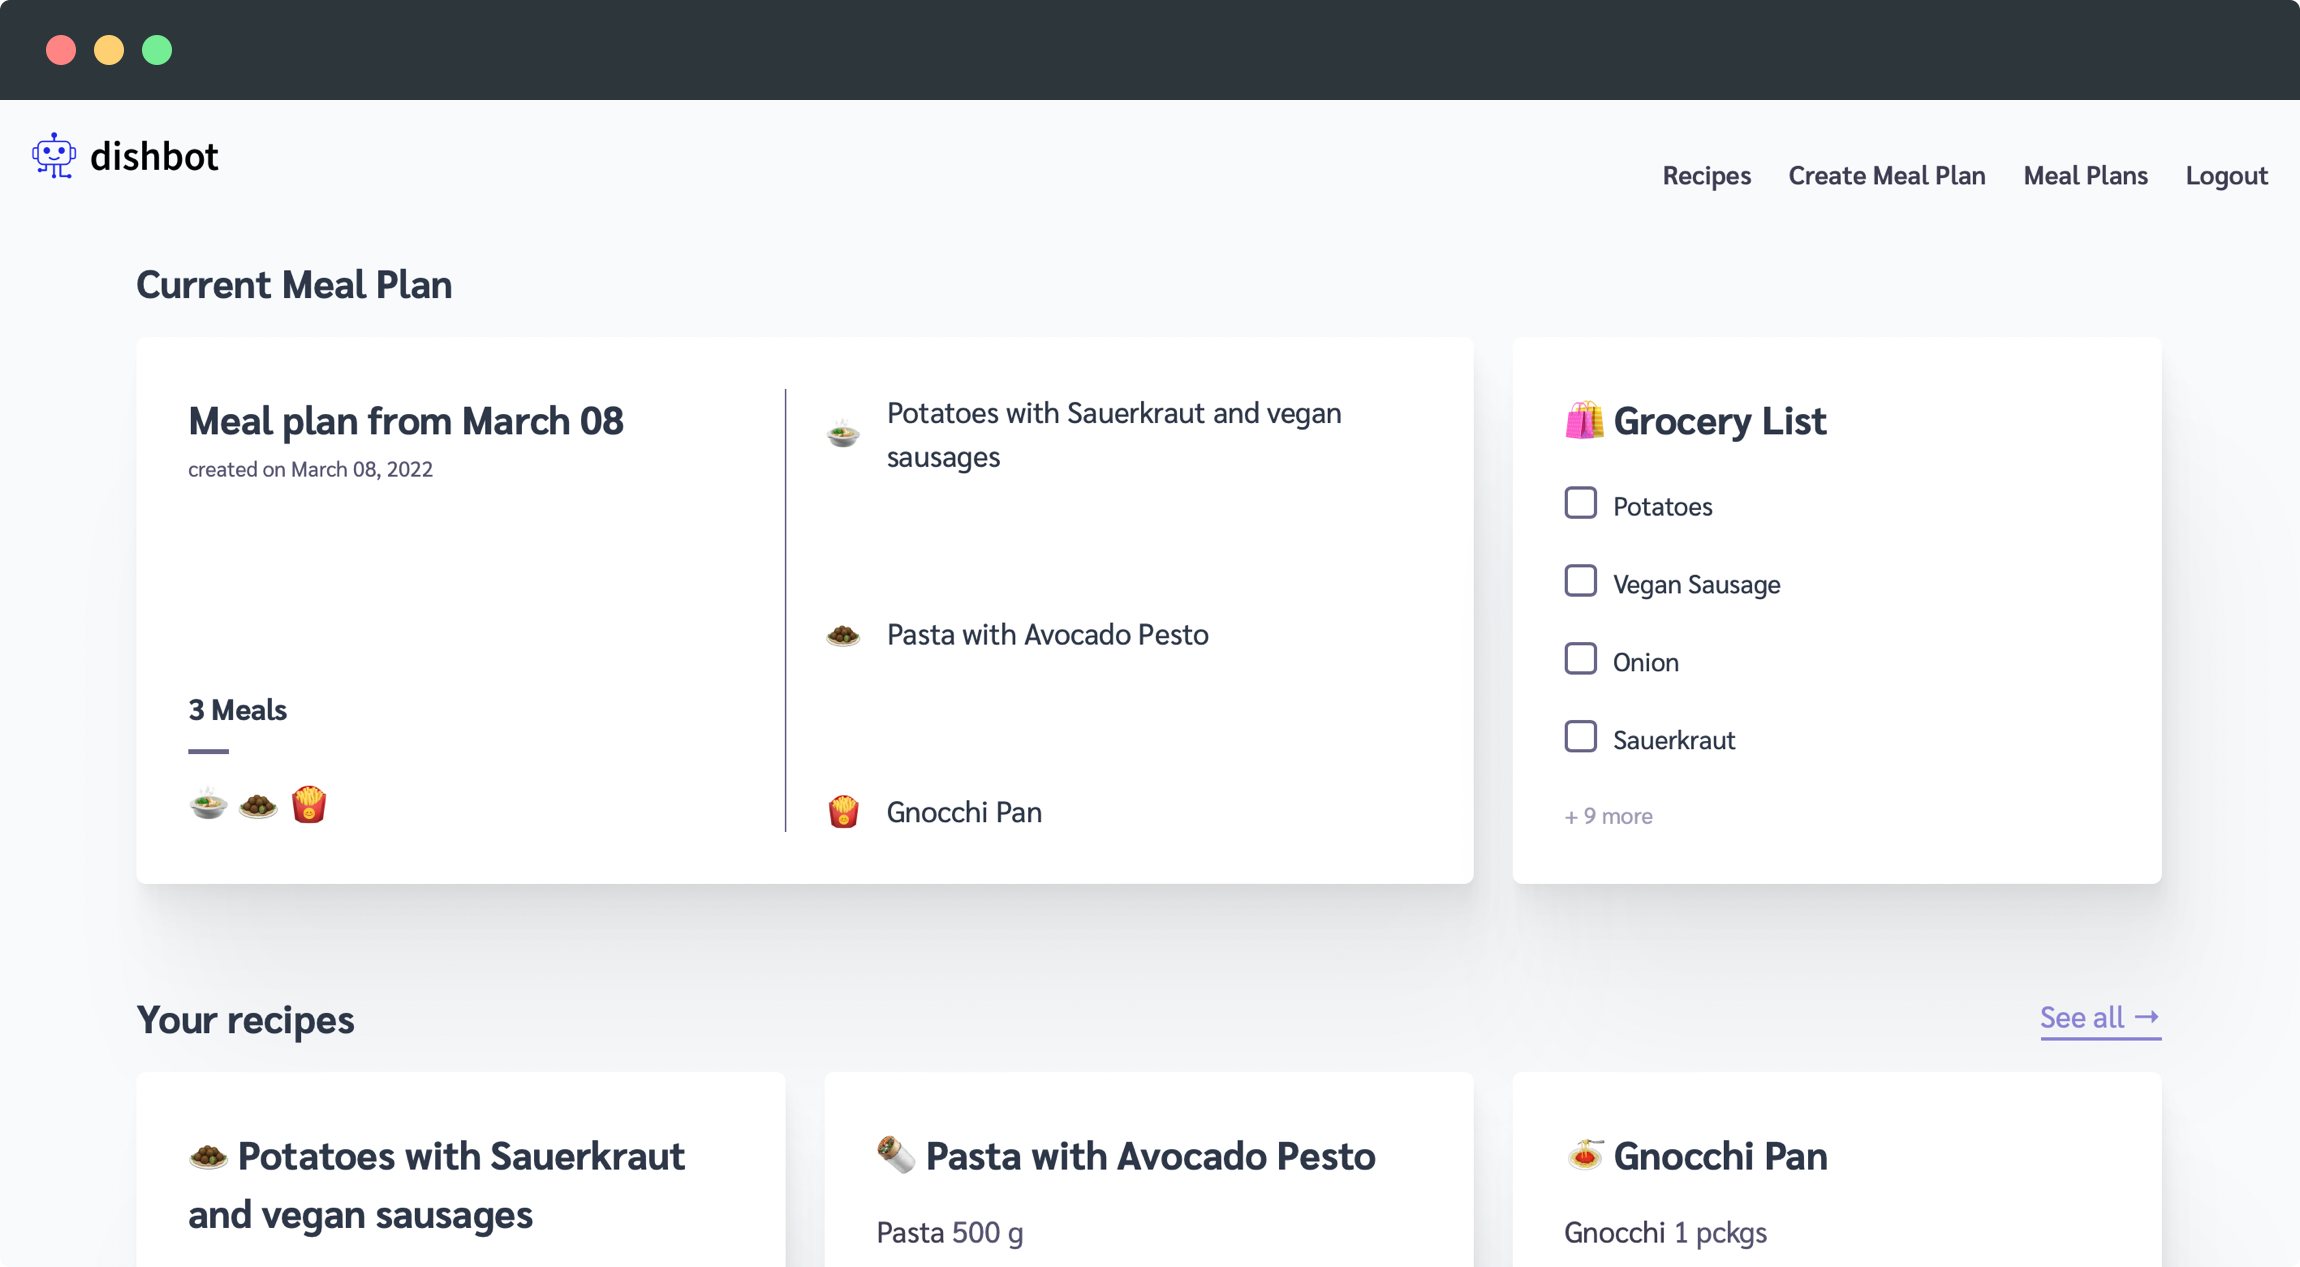 dishbot
Recipes Create Meal Plan Meal Plans Logout
Current Meal Plan
Meal plan from March 08
created on March 08, 2022
3 Meals
Potatoes with Sauerkraut and vegan
sausages
Pasta with Avocado Pesto
Gnocchi Pan
Grocery List
Potatoes
Vegan Sausage
Onion
Sauerkraut
+ 9 more
Your recipes
See all →
Potatoes with Sauerkraut
and vegan sausages
Pasta with Avocado Pesto
Pasta 500 g
Gnocchi Pan
Gnocchi 1 pckgs